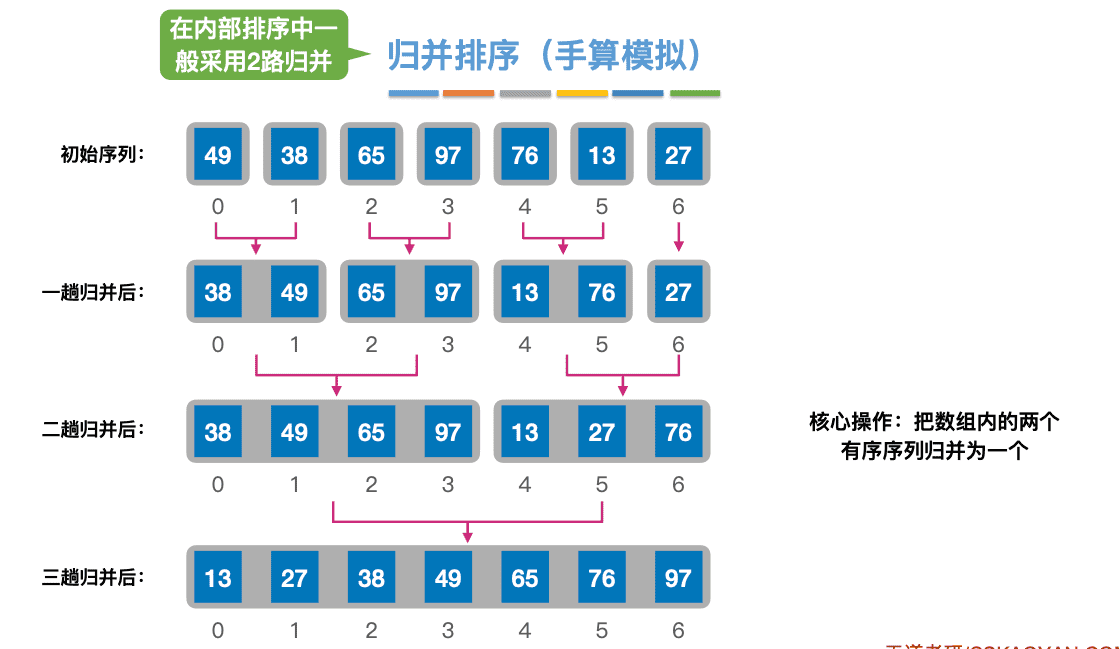 在内部排序中一
般采用2路归并
归并排序（手算模拟）
初始序列：
49 38 65 97 76 13 27
0 1 2 3 4 5 6
一趟归并后：
38 49 65 97 13 76 27
0 1 2 3 4 5 6
二趟归并后：
38 49 65 97 13 27 76
0 1 2 3 4 5 6
核心操作：把数组内的两个
有序序列归并为一个
三趟归并后：
13 27 38 49 65 76 97
0 1 2 3 4 5 6